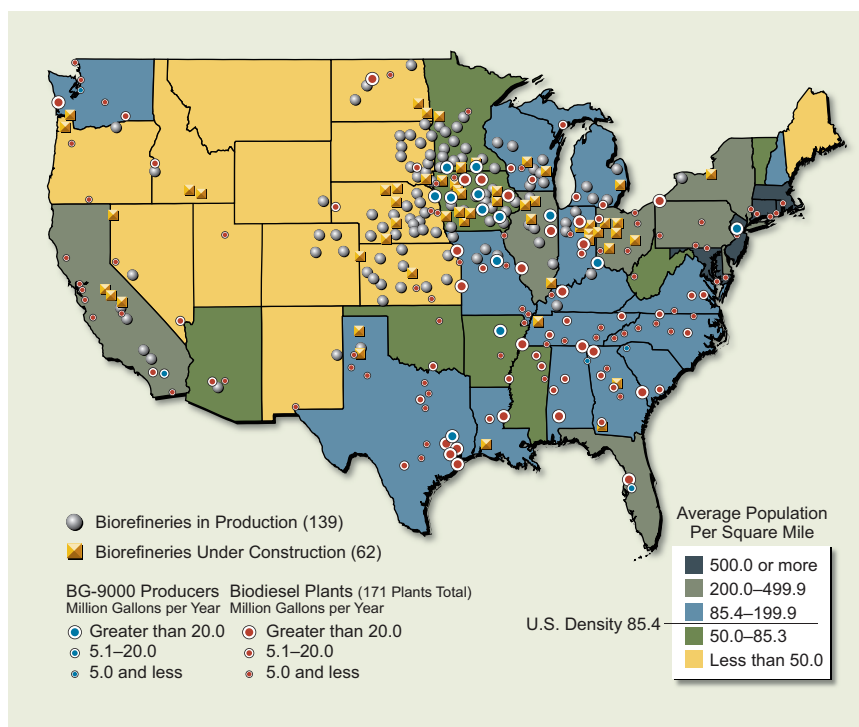 Biorefineries in Production (139)
Biorefineries Under Construction (62)
BG-9000 Producers
Million Gallons per Year
Greater than 20.0
5.1–20.0
5.0 and less
Biodiesel Plants (171 Plants Total)
Million Gallons per Year
Greater than 20.0
5.1–20.0
5.0 and less
Average Population
Per Square Mile
500.0 or more
200.0–499.9
85.4–199.9
U.S. Density 85.4
50.0–85.3
Less than 50.0